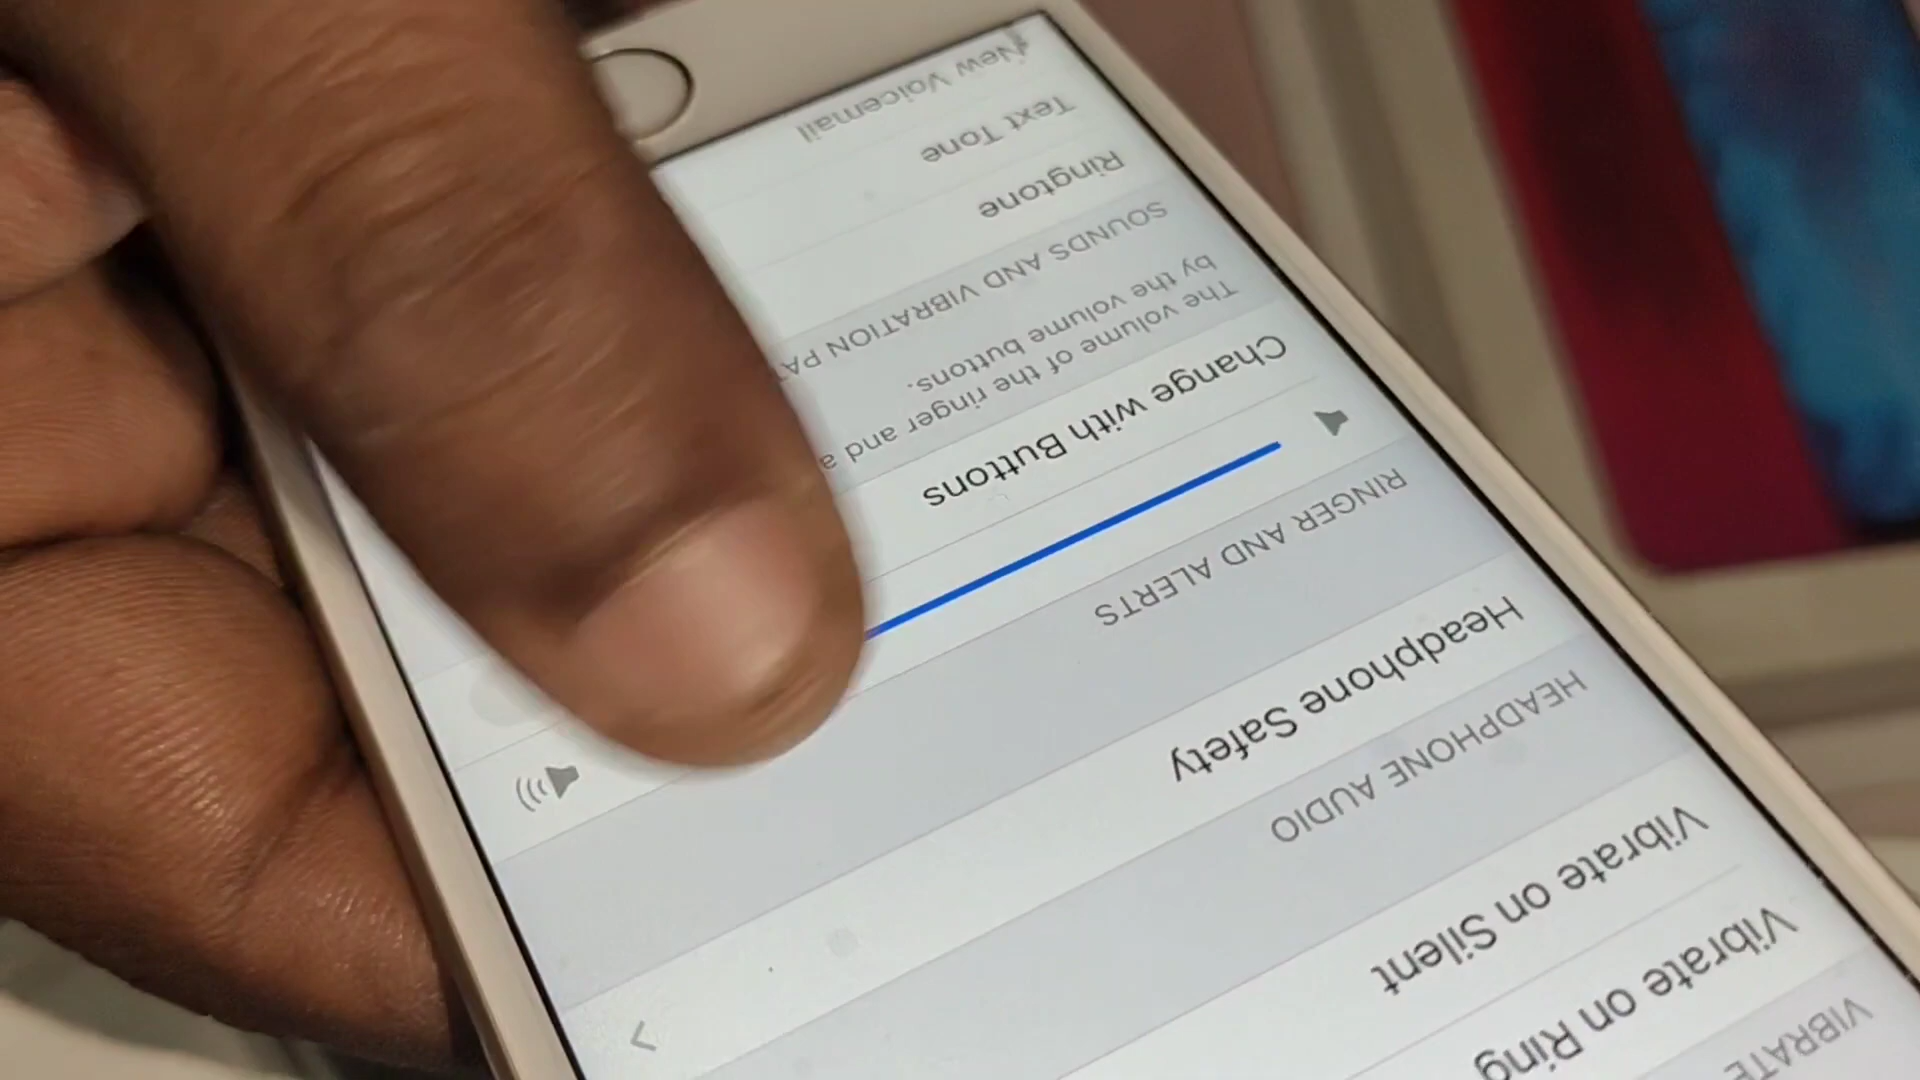 VIBRATE
Vibrate on Ring
Vibrate on Silent
HEADPHONE AUDIO
Headphone Safety
RINGER AND ALERTS
Change with Buttons
The volume of the ringer and a
by the volume buttons.
SOUNDS AND VIBRATION PAT
Ringtone
Text Tone
New Voicemail